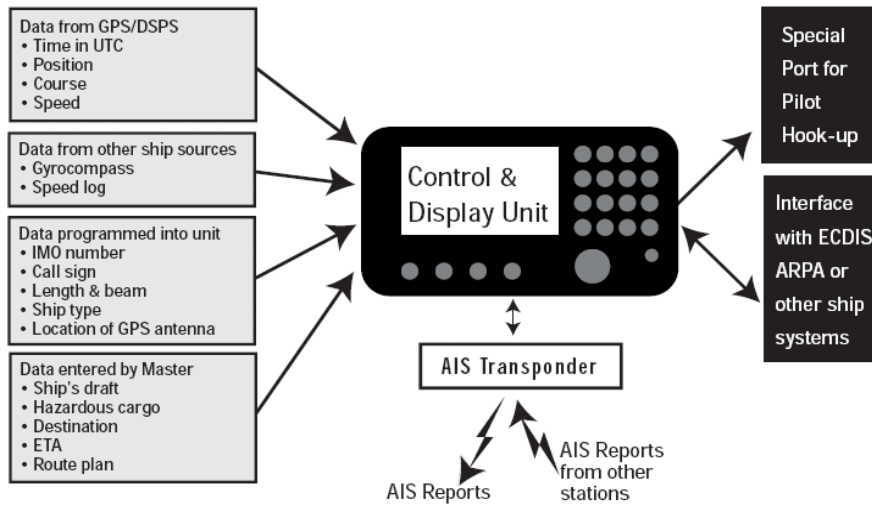 Data from GPS/DSPS
• Time in UTC
• Position
• Course
• Speed
Data from other ship sources
• Gyrocompass
• Speed log
Data programmed into unit
• IMO number
• Call sign
• Length & beam
• Ship type
• Location of GPS antenna
Data entered by Master
• Ship's draft
• Hazardous cargo
• Destination
• ETA
• Route plan
Control &
Display Unit
AIS Transponder
AIS Reports
AIS Reports
from other
stations
Special
Port for
Pilot
Hook-up
Interface
with ECDIS
ARPA or
other ship
systems